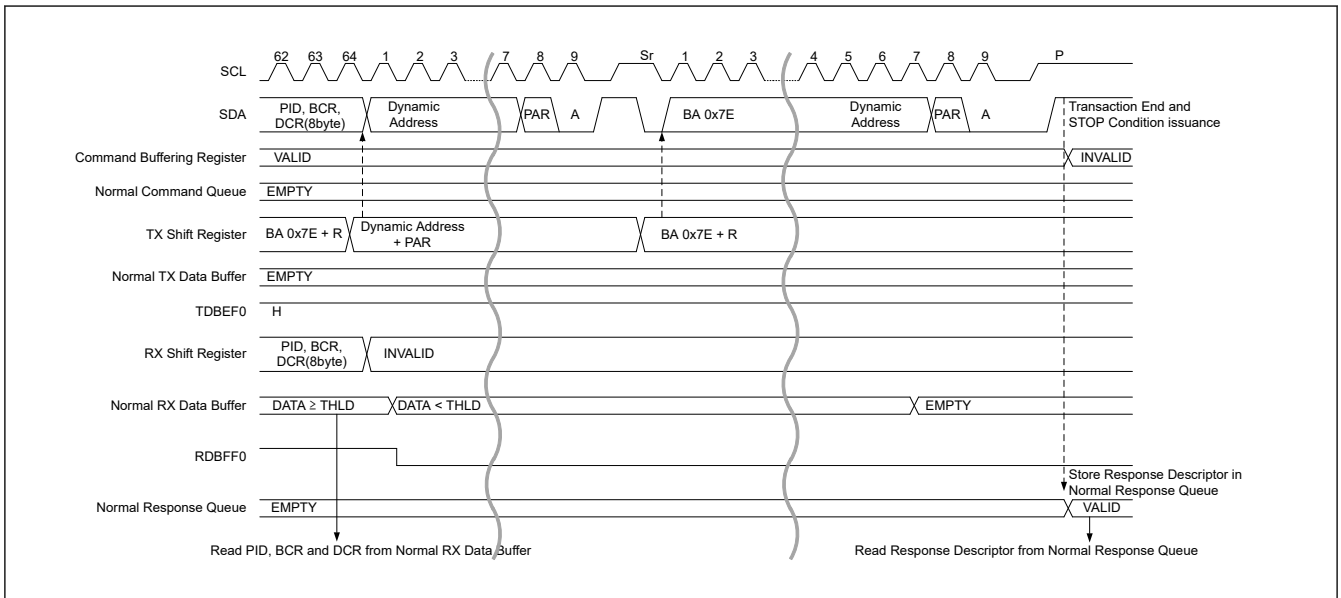 62 63 64 1 2 3 7 8 9 Sr 1 2 3 4 5 6 7 8 9 P
SCL
SDA
PID, BCR,
DCR(8byte)
Dynamic
Address
PAR
A
BA 0x7E
Dynamic
Address
PAR
A
Transaction End and
STOP Condition issuance
Command Buffering Register
VALID
INVALID
Normal Command Queue
EMPTY
TX Shift Register
BA 0x7E + R
Dynamic Address
+ PAR
BA 0x7E + R
Normal TX Data Buffer
EMPTY
TDBEF0
H
RX Shift Register
PID, BCR,
DCR(8byte)
INVALID
Normal RX Data Buffer
DATA ≥ THLD
DATA < THLD
EMPTY
RDBFF0
Store Response Descriptor in
Normal Response Queue
Normal Response Queue
EMPTY
VALID
Read PID, BCR and DCR from Normal RX Data Buffer
Read Response Descriptor from Normal Response Queue